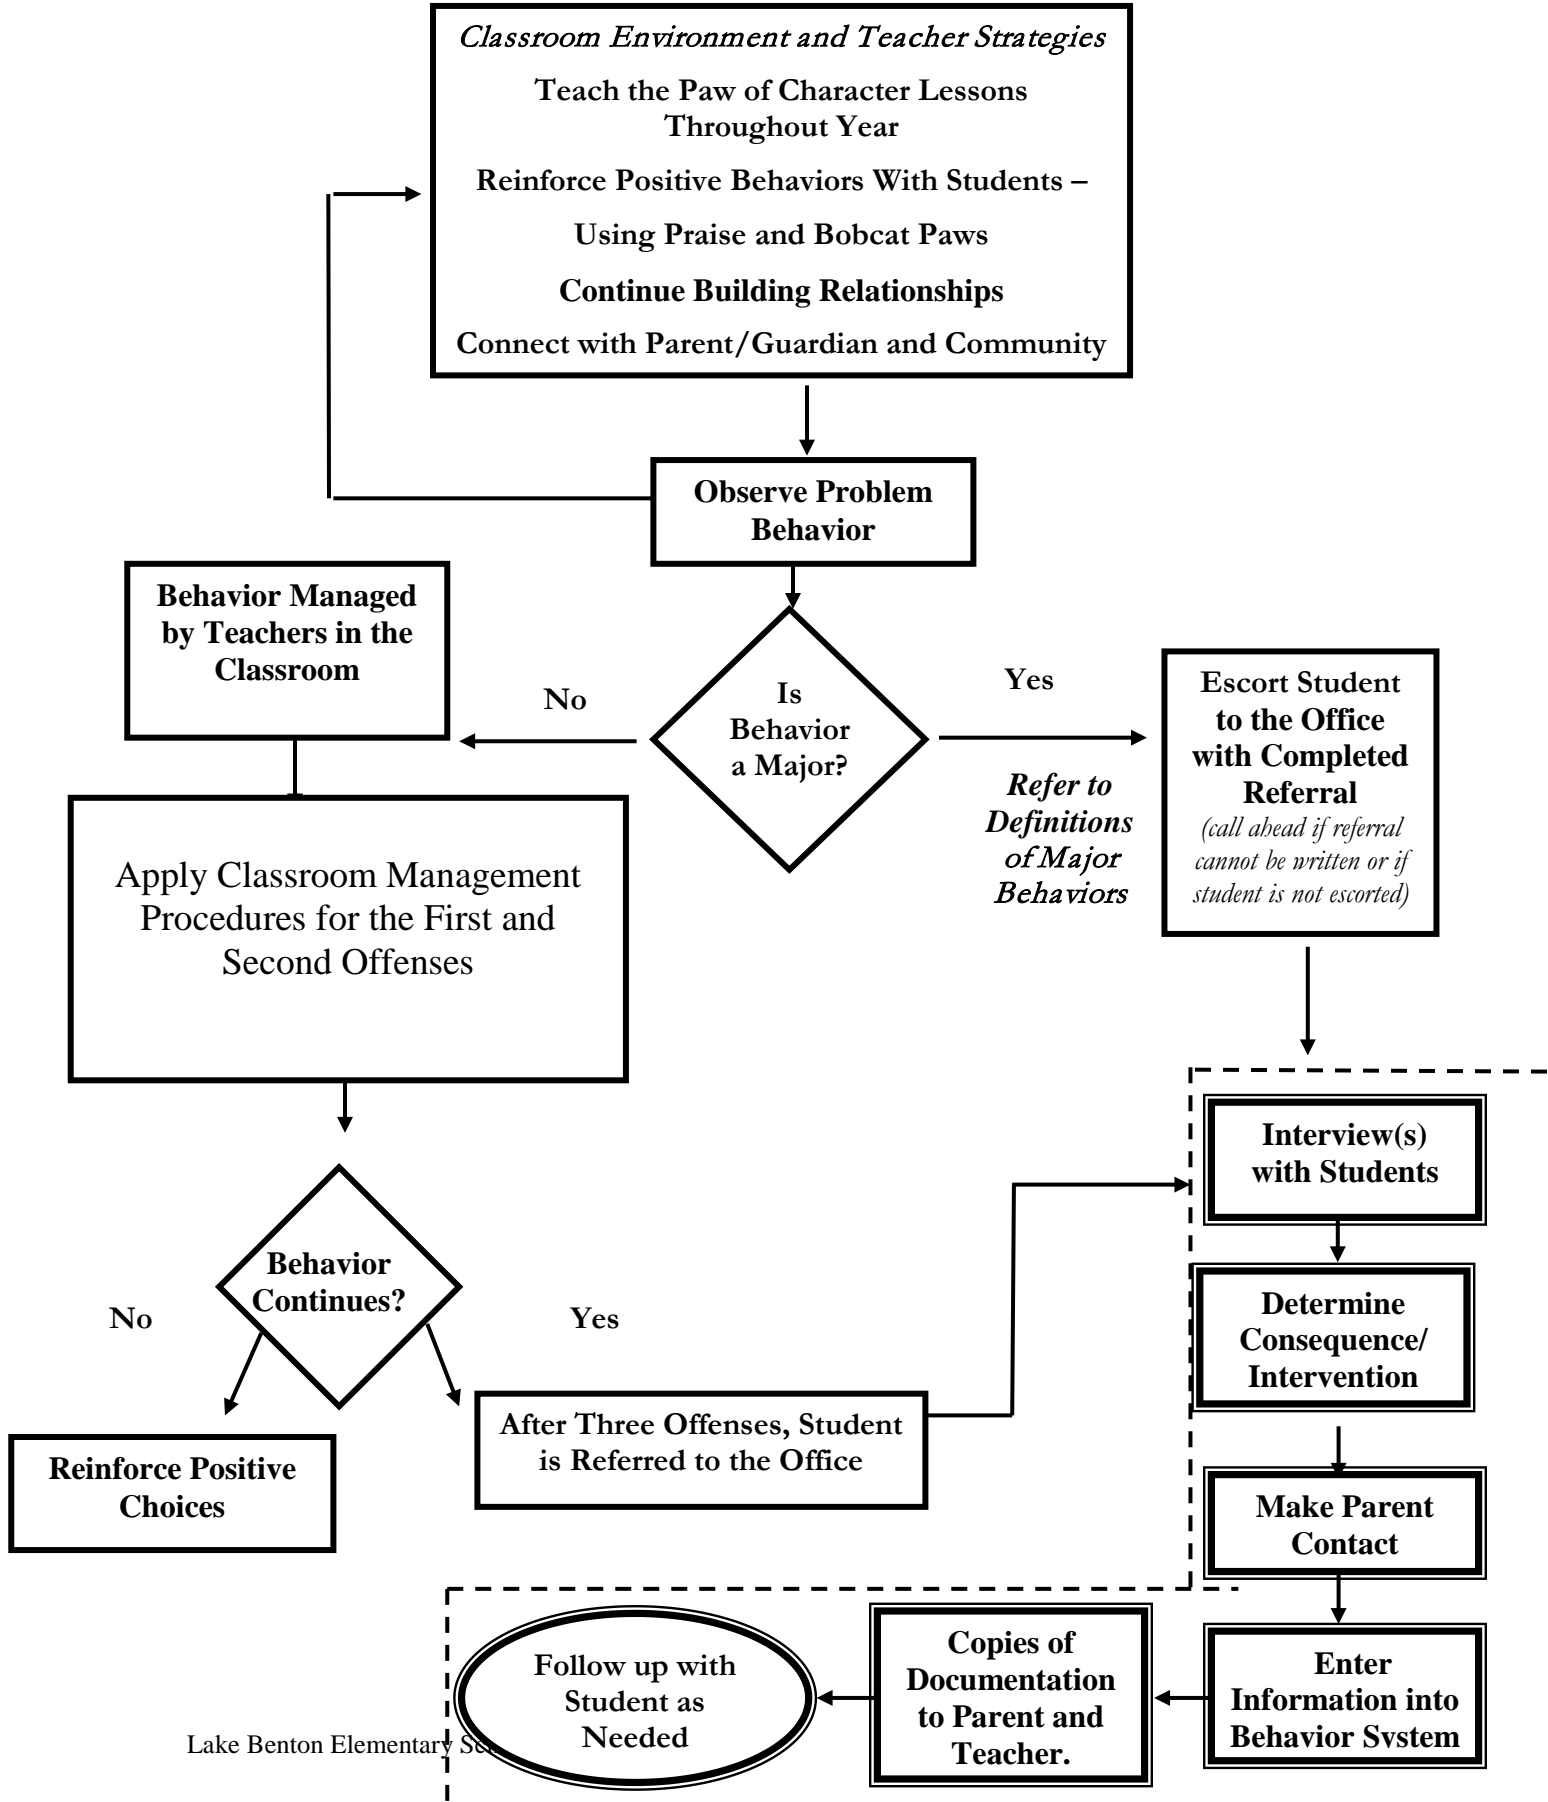 Classroom Environment and Teacher Strategies
Teach the Paw of Character Lessons
Throughout Year
Reinforce Positive Behaviors With Students –
Using Praise and Bobcat Paws
Continue Building Relationships
Connect with Parent/Guardian and Community
Observe Problem
Behavior
Behavior Managed
by Teachers in the
Classroom
No
Is
Behavior
a Major?
Yes
Refer to
Definitions
of Major
Behaviors
Escort Student
to the Office
with Completed
Referral
(call ahead if referral
cannot be written or if
student is not escorted)
Apply Classroom Management
Procedures for the First and
Second Offenses
Behavior
Continues?
No
Yes
Reinforce Positive
Choices
After Three Offenses, Student
is Referred to the Office
Interview(s)
with Students
Determine
Consequence/
Intervention
Make Parent
Contact
Enter
Information into
Behavior System
Copies of
Documentation
to Parent and
Teacher.
Follow up with
Student as
Needed
Lake Benton Elementary